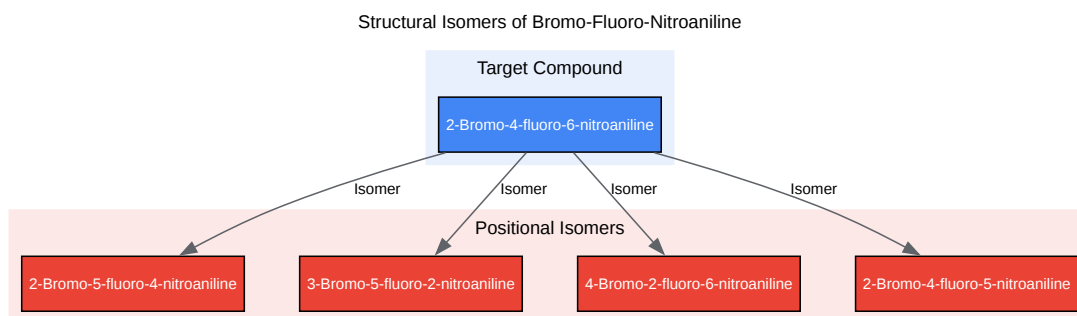 Structural Isomers of Bromo-Fluoro-Nitroaniline
Target Compound
2-Bromo-4-fluoro-6-nitroaniline
Isomer
Isomer
Isomer
Isomer
Positional Isomers
2-Bromo-5-fluoro-4-nitroaniline
3-Bromo-5-fluoro-2-nitroaniline
4-Bromo-2-fluoro-6-nitroaniline
2-Bromo-4-fluoro-5-nitroaniline